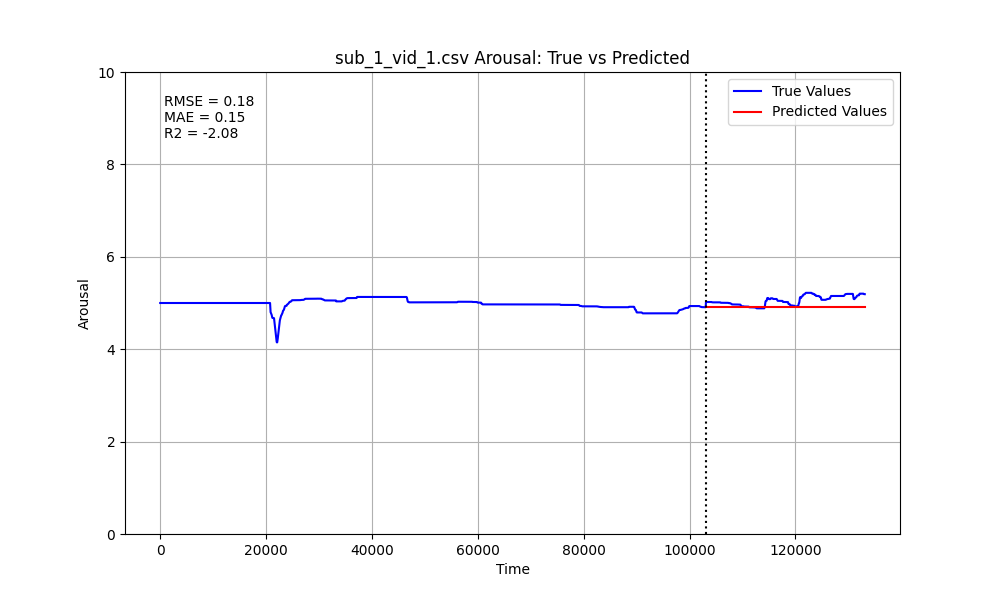 sub_1_vid_1.csv Arousal: True vs Predicted
10
8
6
4
2
0
Arousal
RMSE = 0.18
MAE = 0.15
R2 = -2.08
True Values
Predicted Values
0
20000
40000
60000
80000
100000
120000
Time